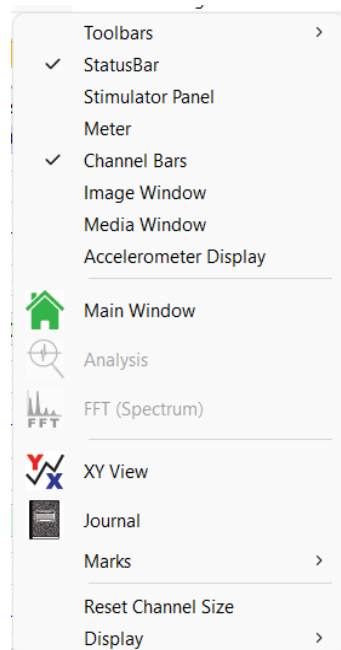 Toolbars
StatusBar
Stimulator Panel
Meter
Channel Bars
Image Window
Media Window
Accelerometer Display
Main Window
Analysis
FFT
FFT (Spectrum)
Y X
XY View
Journal
Marks
Reset Channel Size
Display